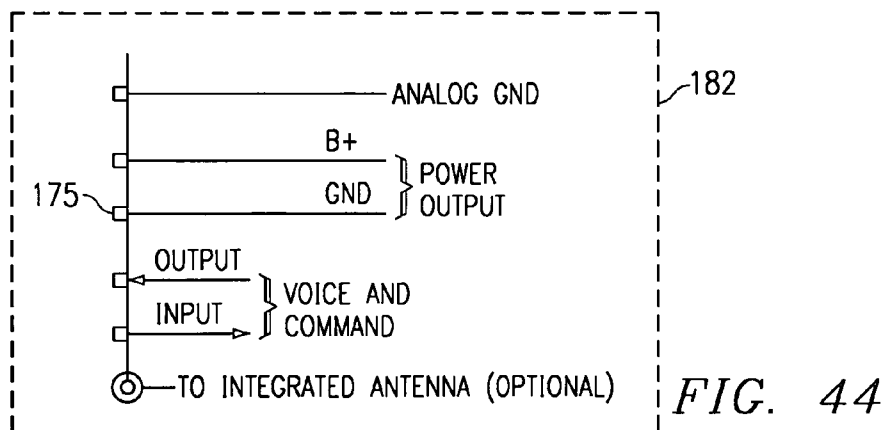 ANALOG GND
182
B+
POWER
175
GND
OUTPUT
OUTPUT
VOICE AND
INPUT
COMMAND
TO INTEGRATED ANTENNA (OPTIONAL)
FIG. 44